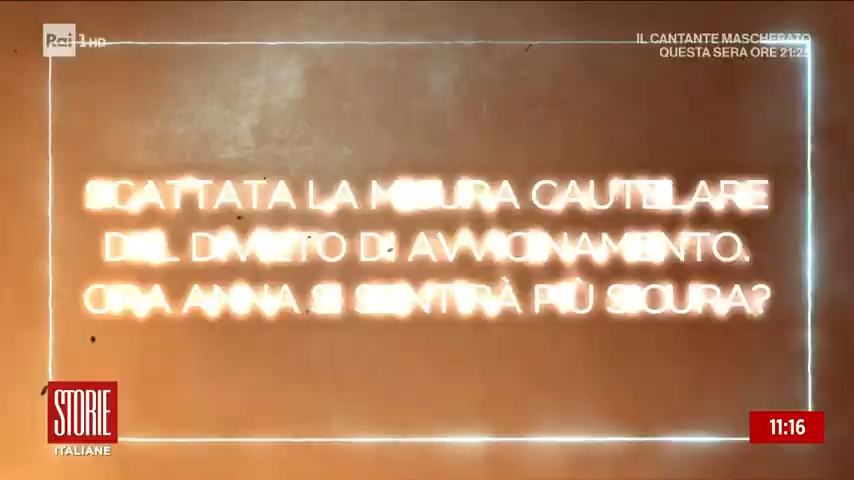 Rai 1 HD
IL CANTANTE MASCHERATO
QUESTA SERA ORE 21:25
SCATTATA LA MISURA CAUTELARE
DEL DIVIETO DI AVVICINAMENTO.
ORA ANNA SI SENTIRÀ PIÙ SICURA?
STORIE
ITALIANE
11:16